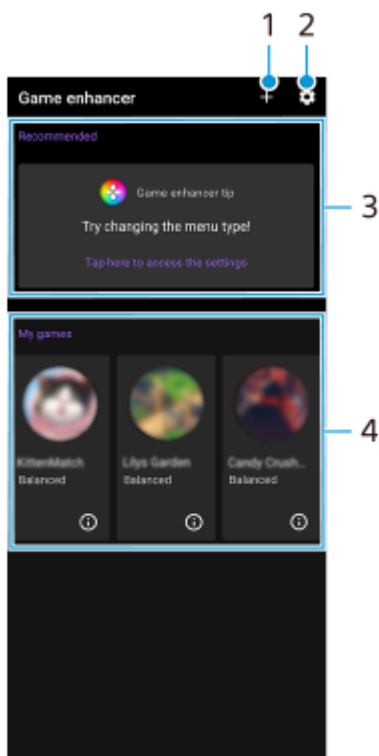 1 2
Game enhancer
Recommended
Game enhancer tip
Try changing the menu type!
Tap here to access the settings
3
My games
KittenMatch Lilys Garden Candy Crush...
Balanced Balanced Balanced
4